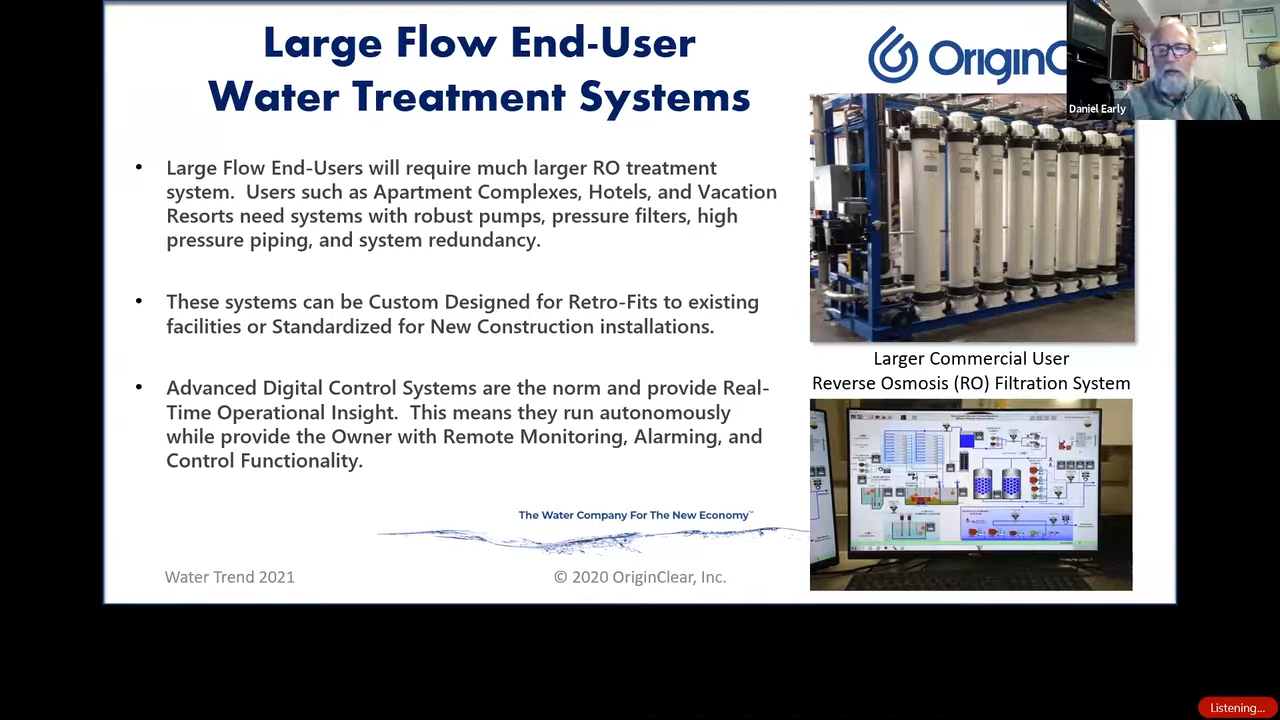 Large Flow End-User
Water Treatment Systems
OriginC
Daniel Early
• Large Flow End-Users will require much larger RO treatment
system. Users such as Apartment Complexes, Hotels, and Vacation
Resorts need systems with robust pumps, pressure filters, high
pressure piping, and system redundancy.
• These systems can be Custom Designed for Retro-Fits to existing
facilities or Standardized for New Construction installations.
• Advanced Digital Control Systems are the norm and provide Real-
Time Operational Insight. This means they run autonomously
while provide the Owner with Remote Monitoring, Alarming, and
Control Functionality.
Larger Commercial User
Reverse Osmosis (RO) Filtration System
The Water Company For The New Economy™
Water Trend 2021
© 2020 OriginClear, Inc.
Listening...